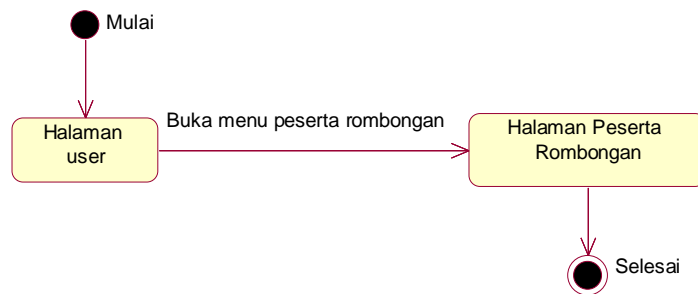 Mulai
Halaman
user
Buka menu peserta rombongan
Halaman Peserta
Rombongan
Selesai